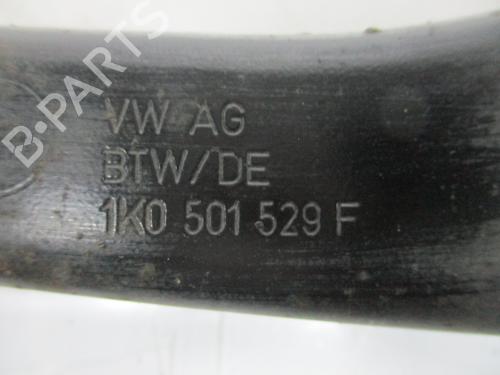 B-PARTS
VW AG
BTW/DE
1K0 501 529 F